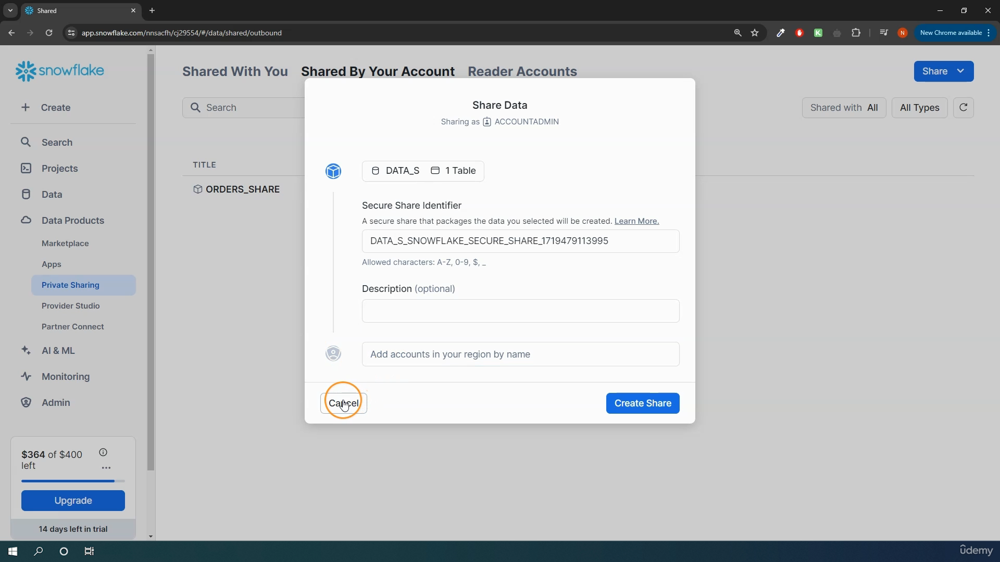 Shared
app.snowflake.com/nnsacfh/cj29554/#/data/shared/outbound
N
New Chrome available
snowflake
Create
Search
Projects
Data
Data Products
Marketplace
Apps
Private Sharing
Provider Studio
Partner Connect
AI & ML
Monitoring
Admin
$364 of $400
left
Upgrade
14 days left in trial
Shared With You
Shared By Your Account
Reader Accounts
Share
Search
Shared with All
All Types
TITLE
ORDERS_SHARE
Share Data
Sharing as ACCOUNTADMIN
DATA_S 1 Table
Secure Share Identifier
A secure share that packages the data you selected will be created. Learn More.
DATA_S_SNOWFLAKE_SECURE_SHARE_1719479113995
Allowed characters: A-Z, 0-9, $, _
Description (optional)
Add accounts in your region by name
Cancel
Create Share
udemy